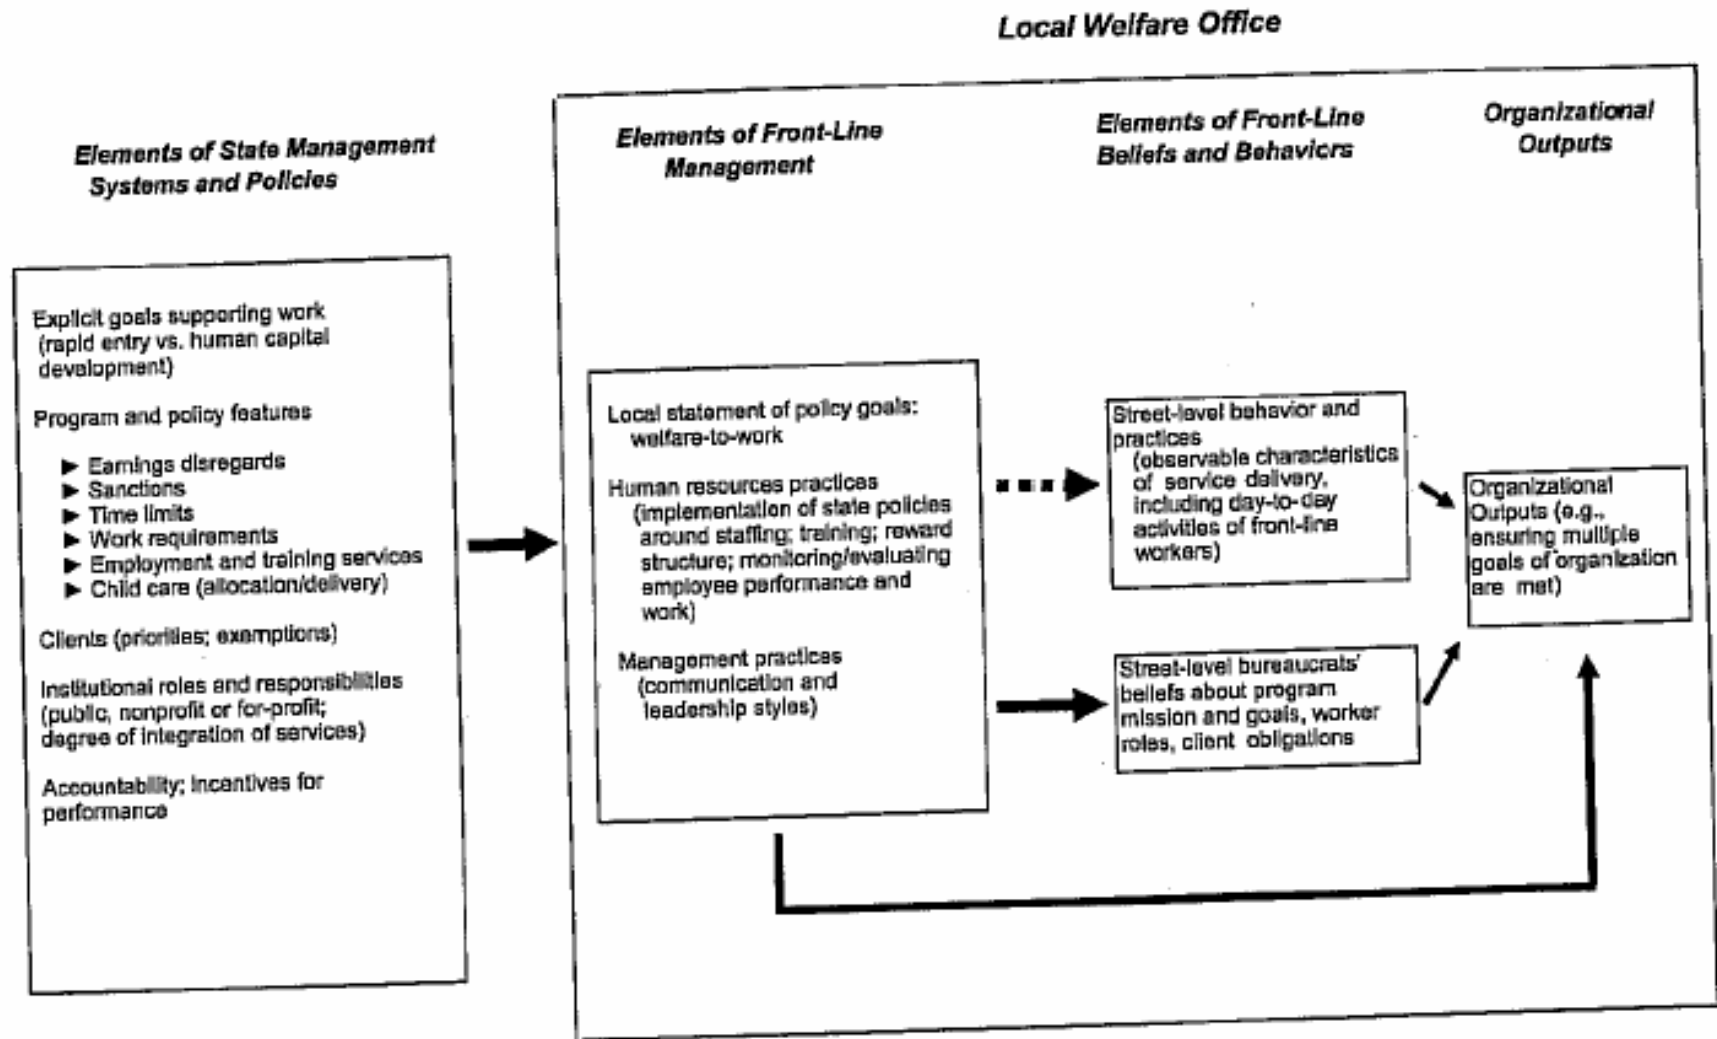 Local Welfare Office
Elements of State Management
Systems and Policies
Elements of Front-Line
Management
Elements of Front-Line
Beliefs and Behaviors
Organizational
Outputs
Explicit goals supporting work
(rapid entry vs. human capital
development)
Program and policy features
► Earnings disregards
► Sanctions
► Time limits
► Work requirements
► Employment and training services
► Child care (allocation/delivery)
Clients (priorities; exemptions)
Institutional roles and responsibilities
(public, nonprofit or for-profit;
degree of integration of services)
Accountability; incentives for
performance
Local statement of policy goals:
welfare-to-work
Human resources practices
(implementation of state policies
around staffing; training; reward
structure; monitoring/evaluating
employee performance and
work)
Management practices
(communication and
leadership styles)
Street-level behavior and
practices
(observable characteristics
of service delivery,
including day-to-day
activities of front-line
workers)
Street-level bureaucrats'
beliefs about program
mission and goals, worker
roles, client obligations
Organizational
Outputs (e.g.,
ensuring multiple
goals of organization
are met)